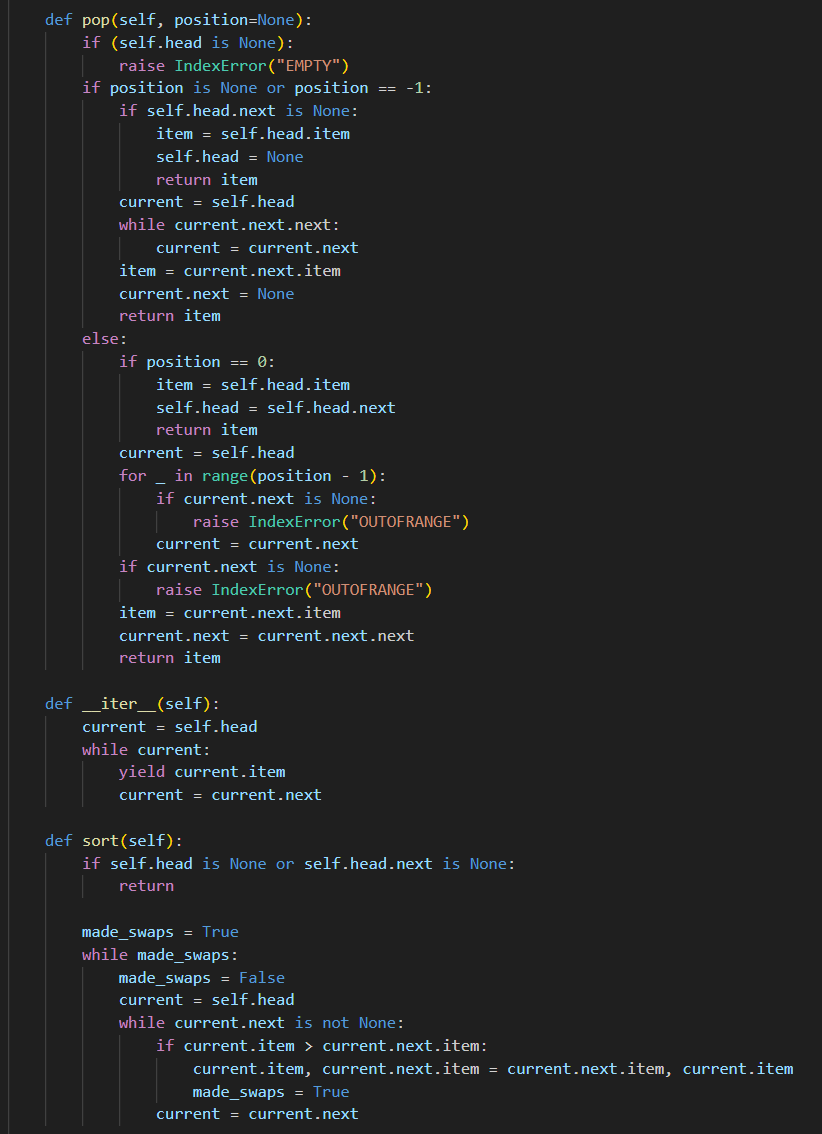 def pop(self, position=None):
    if (self.head is None):
        raise IndexError("EMPTY")
    if position is None or position == -1:
        if self.head.next is None:
            item = self.head.item
            self.head = None
            return item
        current = self.head
        while current.next.next:
            current = current.next
        item = current.next.item
        current.next = None
        return item
    else:
        if position == 0:
            item = self.head.item
            self.head = self.head.next
            return item
        current = self.head
        for _ in range(position - 1):
            if current.next is None:
                raise IndexError("OUTOFRANGE")
            current = current.next
        if current.next is None:
            raise IndexError("OUTOFRANGE")
        item = current.next.item
        current.next = current.next.next
        return item

def __iter__(self):
    current = self.head
    while current:
        yield current.item
        current = current.next

def sort(self):
    if self.head is None or self.head.next is None:
        return

    made_swaps = True
    while made_swaps:
        made_swaps = False
        current = self.head
        while current.next is not None:
            if current.item > current.next.item:
                current.item, current.next.item = current.next.item, current.item
                made_swaps = True
            current = current.next